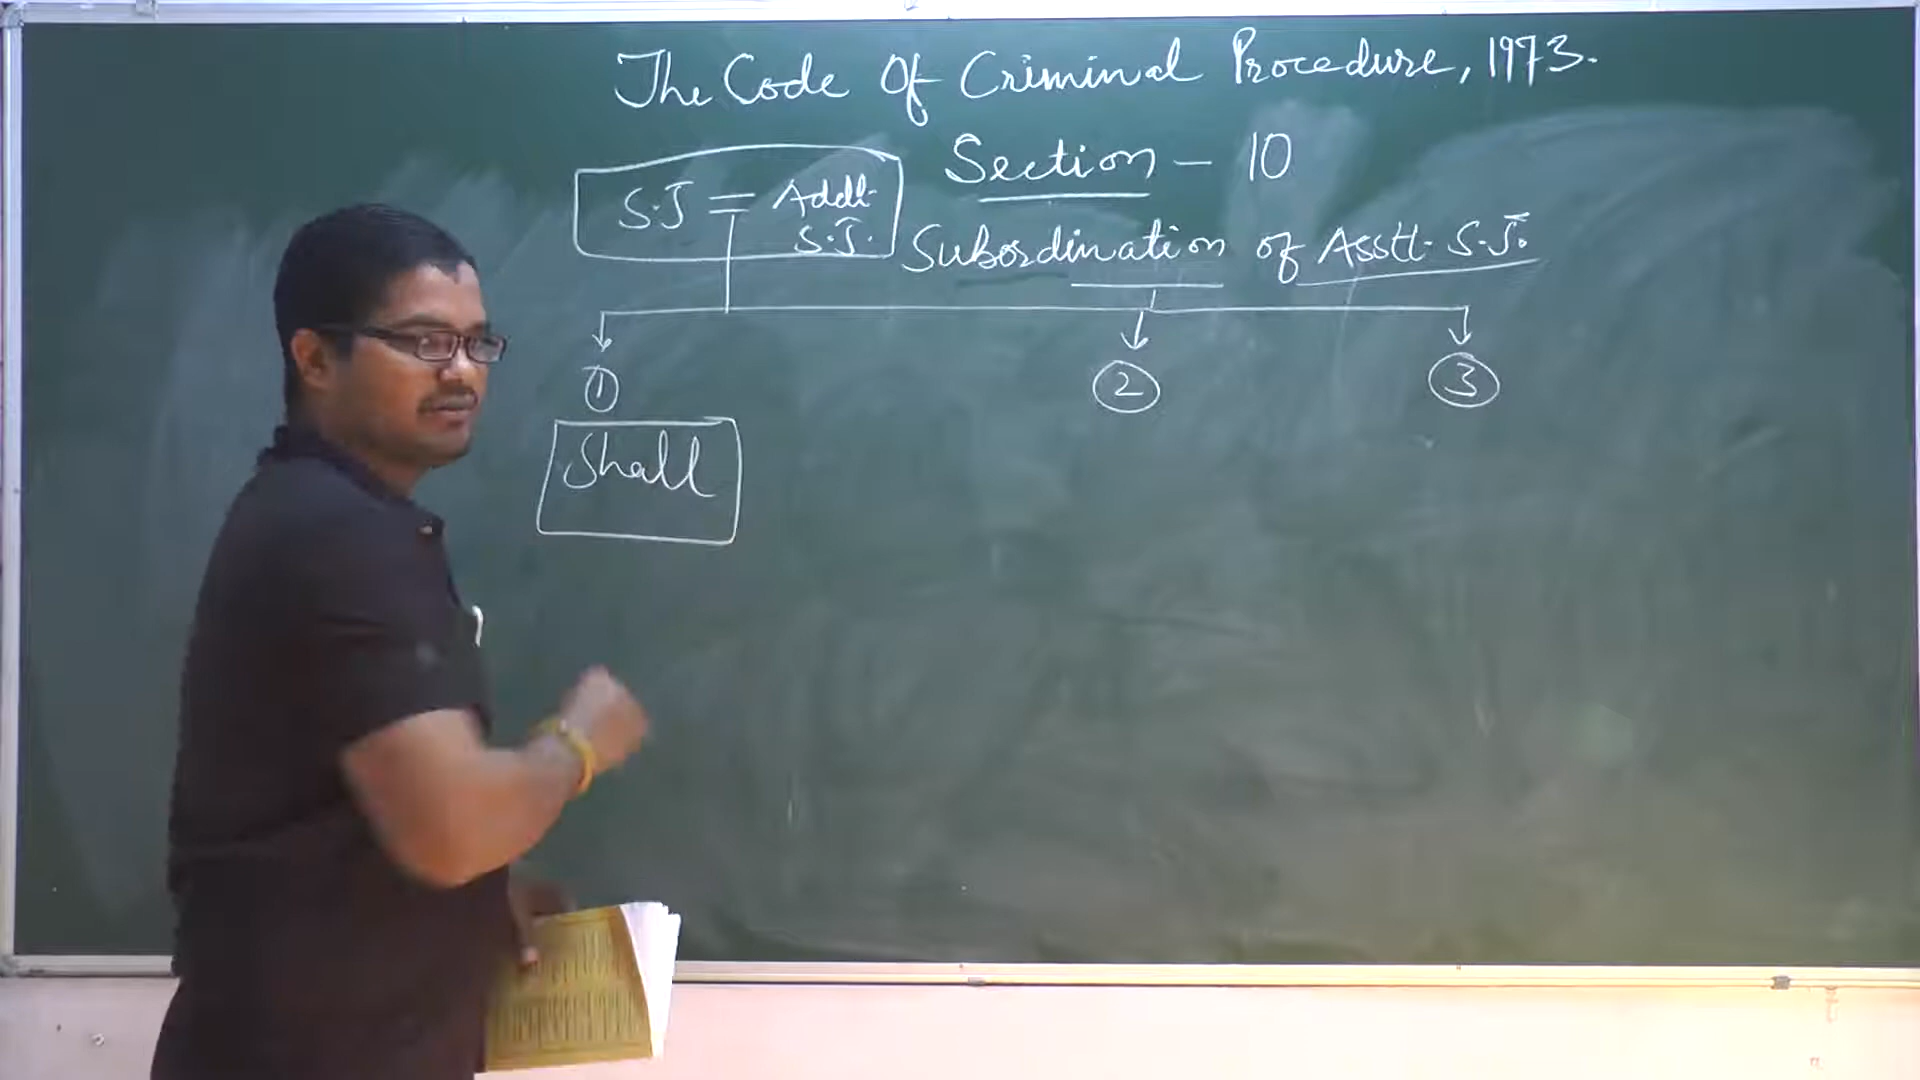 The Code Of Criminal Procedure, 1973.
Section - 10
S.J = Addl.
S.J.
Subordination of Asstt. S.J.
1 2 3
Shall